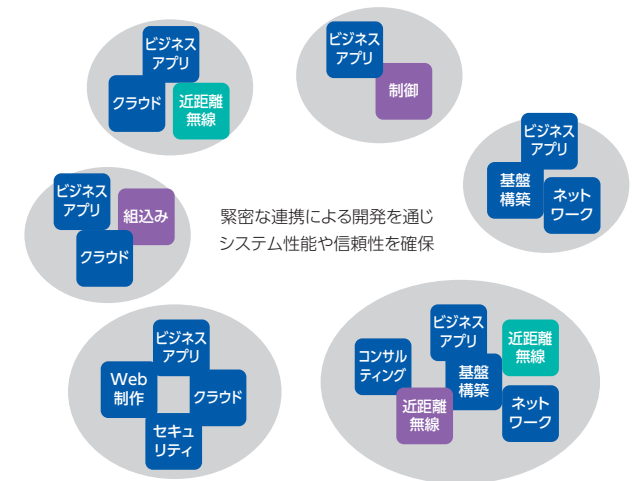 ビジネス
アプリ
クラウド
近距離
無線
ビジネス
アプリ
制御
ビジネス
アプリ
基盤
構築
ネット
ワーク
ビジネス
アプリ
組込み
クラウド
緊密な連携による開発を通じ
システム性能や信頼性を確保
ビジネス
アプリ
Web
制作
クラウド
セキュ
リティ
ビジネス
アプリ
近距離
無線
コンサル
ティング
基盤
構築
近距離
無線
ネット
ワーク